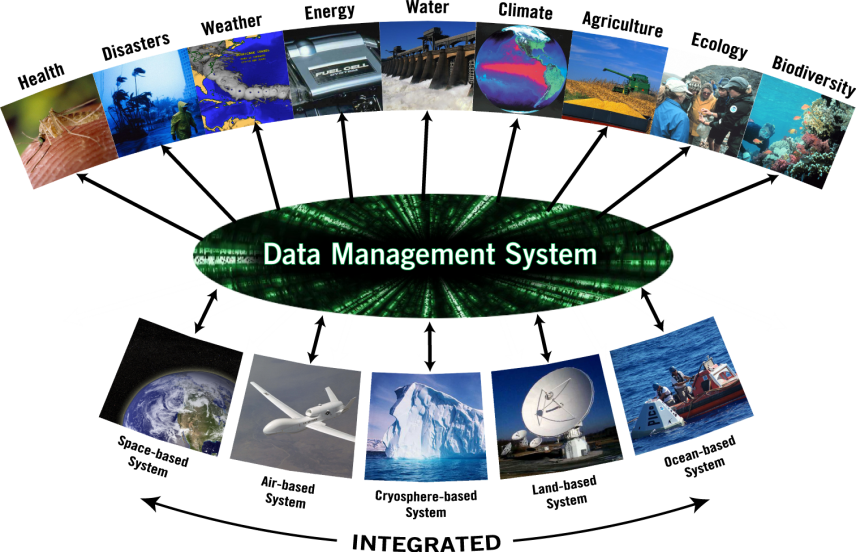 Health
Disasters
Weather
Energy
Water
Climate
Agriculture
Ecology
Biodiversity
FUEL CELL
Data Management System
Space-based
System
Air-based
System
Cryosphere-based
System
Land-based
System
Ocean-based
System
INTEGRATED